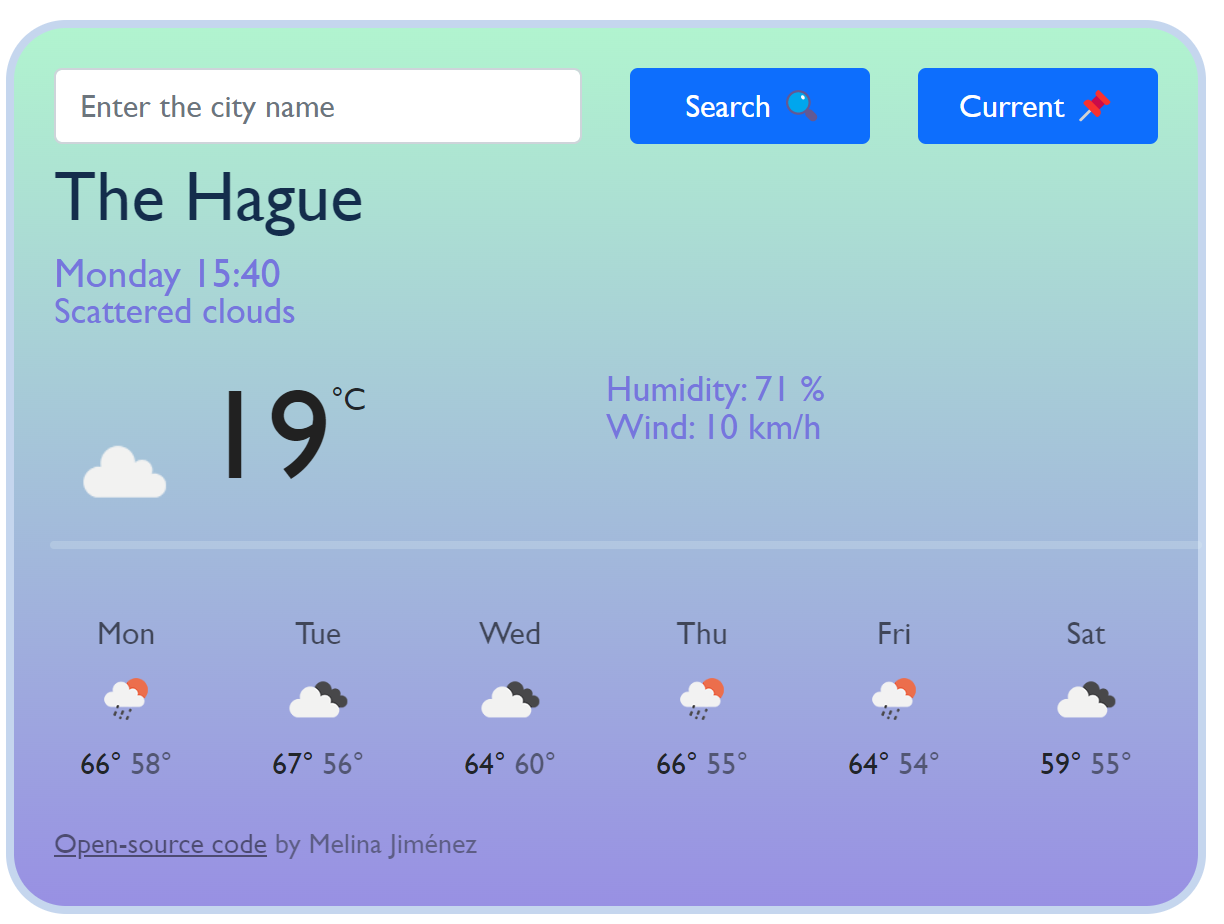 Enter the city name Search 🔍 Current 📌
The Hague
Monday 15:40
Scattered clouds
19 °C
Humidity: 71 %
Wind: 10 km/h
Mon Tue Wed Thu Fri Sat
66° 58° 67° 56° 64° 60° 66° 55° 64° 54° 59° 55°
Open-source code by Melina Jiménez